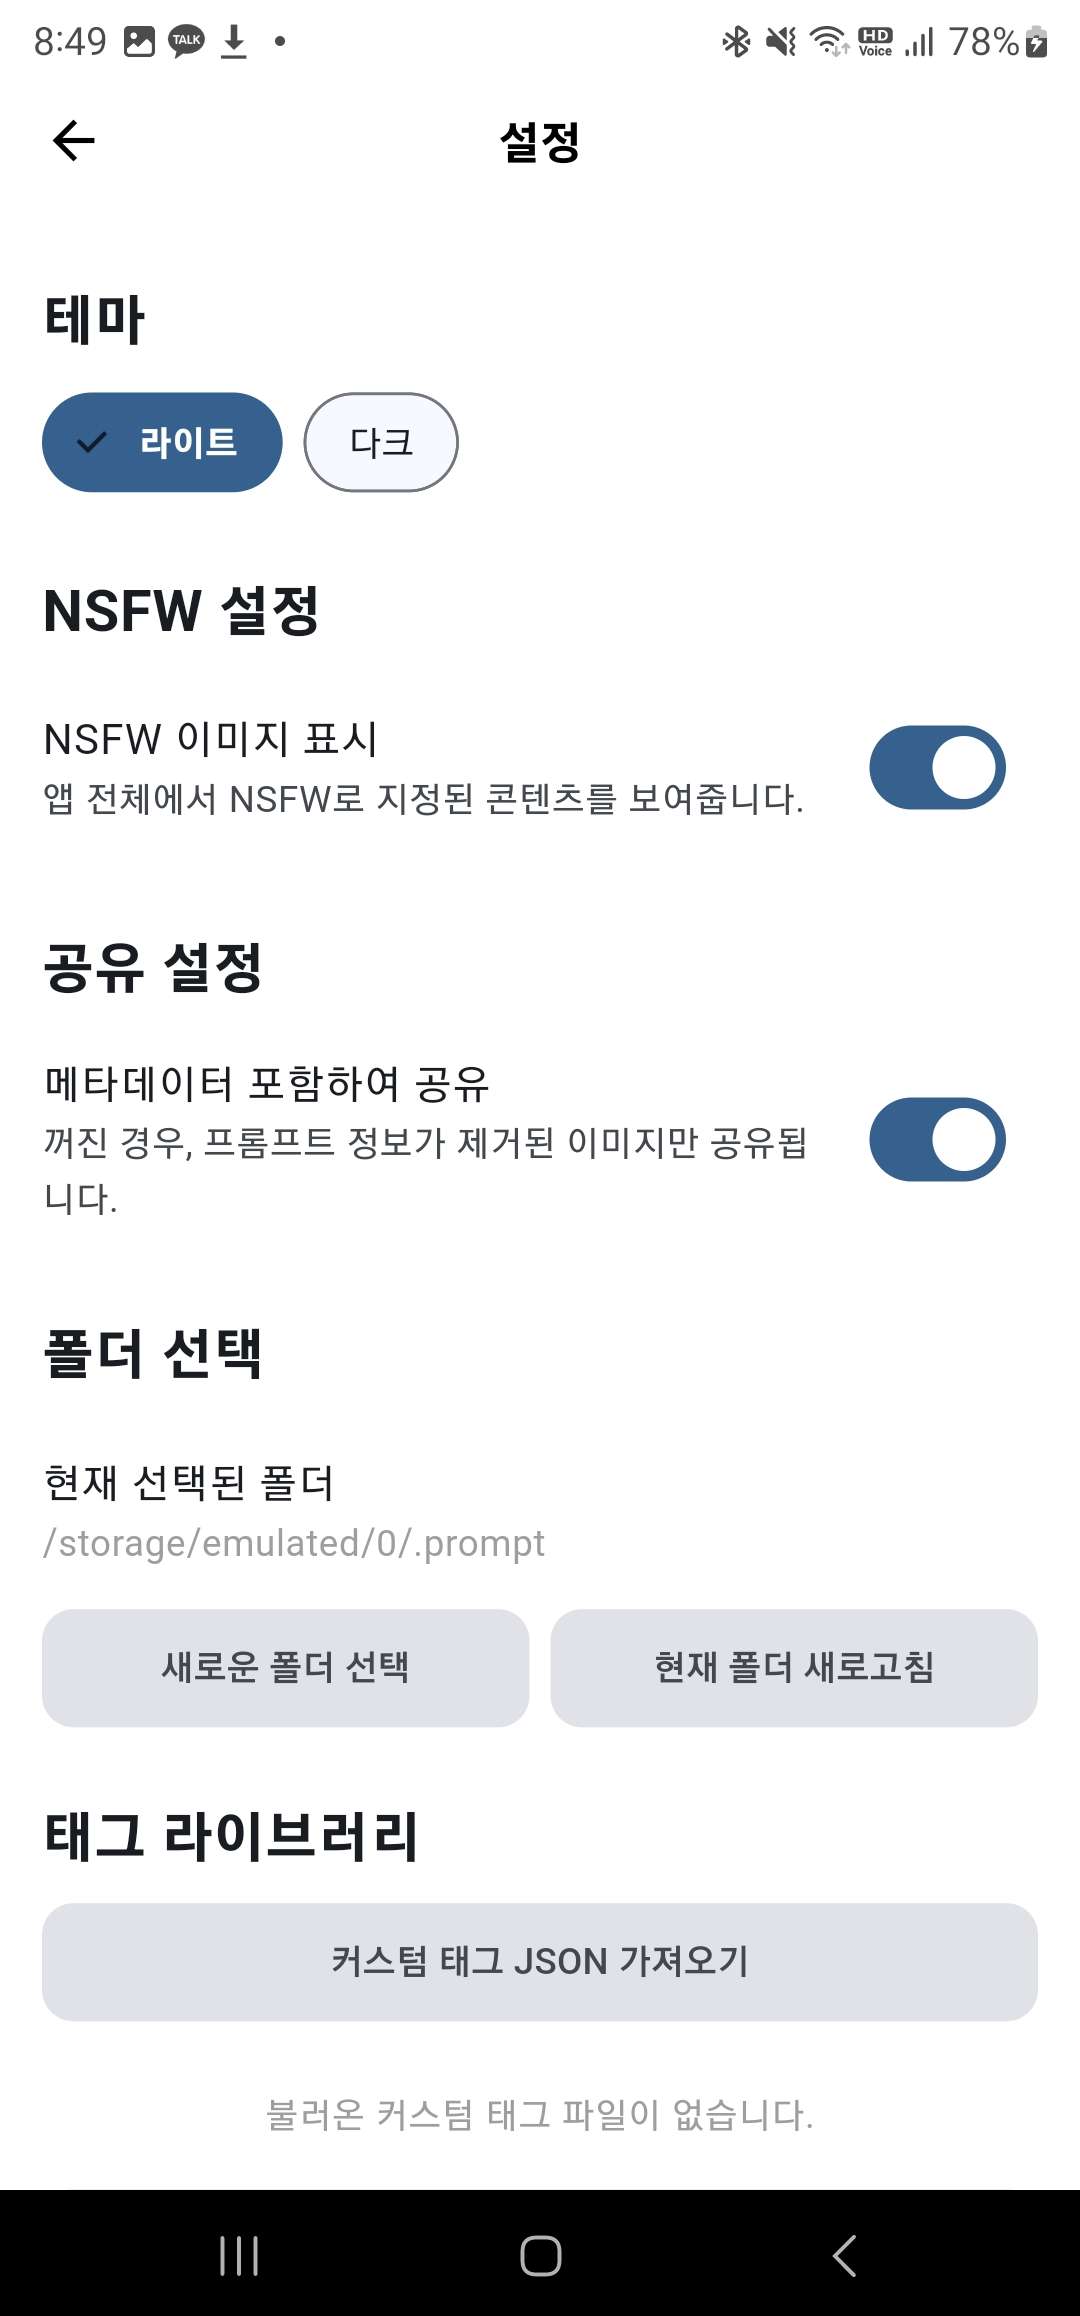 8:49 TALK HD Voice 78%
설정
테마
라이트 다크
NSFW 설정
NSFW 이미지 표시
앱 전체에서 NSFW로 지정된 콘텐츠를 보여줍니다.
공유 설정
메타데이터 포함하여 공유
꺼진 경우, 프롬프트 정보가 제거된 이미지만 공유됩
니다.
폴더 선택
현재 선택된 폴더
/storage/emulated/0/.prompt
새로운 폴더 선택 현재 폴더 새로고침
태그 라이브러리
커스텀 태그 JSON 가져오기
불러온 커스텀 태그 파일이 없습니다.